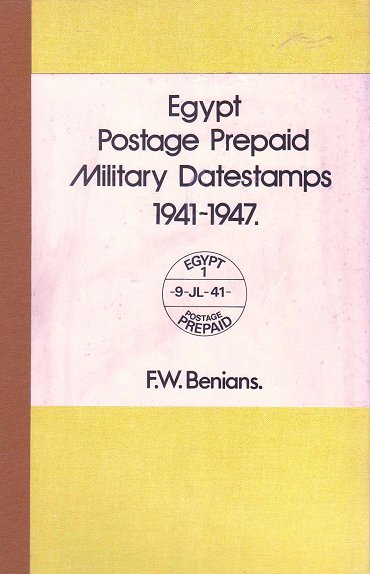 Egypt
Postage Prepaid
Military Datestamps
1941-1947.
EGYPT
1
-9-JL-41-
POSTAGE
PREPAID
F.W. Benians.